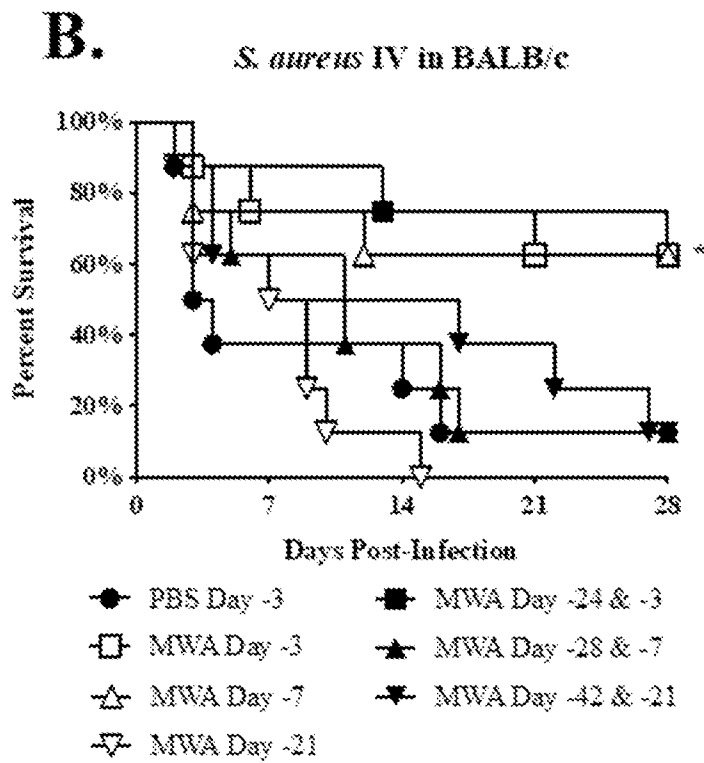 B.
S. aureus IV in BALB/c
100%
80%
60%
40%
20%
0%
Percent Survival
*
0 7 14 21 28
Days Post-Infection
PBS Day -3
MWA Day -3
MWA Day -7
MWA Day -21
MWA Day -24 & -3
MWA Day -28 & -7
MWA Day -42 & -21